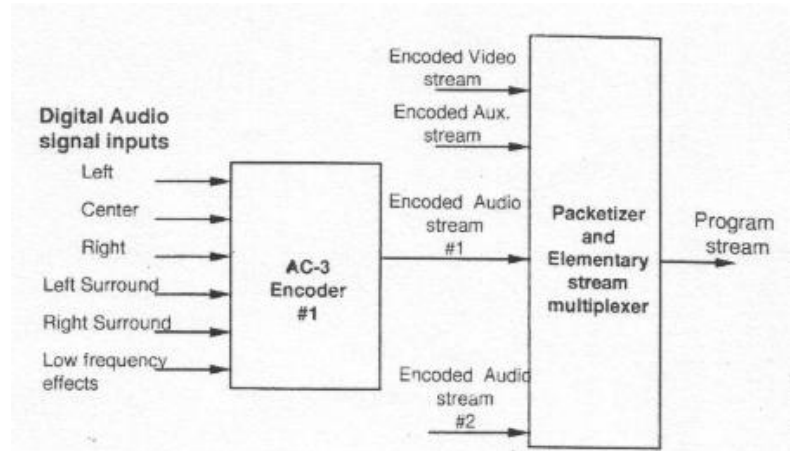 Digital Audio
signal inputs
Left
Center
Right
Left Surround
Right Surround
Low frequency
effects
AC-3
Encoder
#1
Encoded Video
stream
Encoded Aux.
stream
Encoded Audio
stream
#1
Encoded Audio
stream
#2
Packetizer
and
Elementary
stream
multiplexer
Program
stream